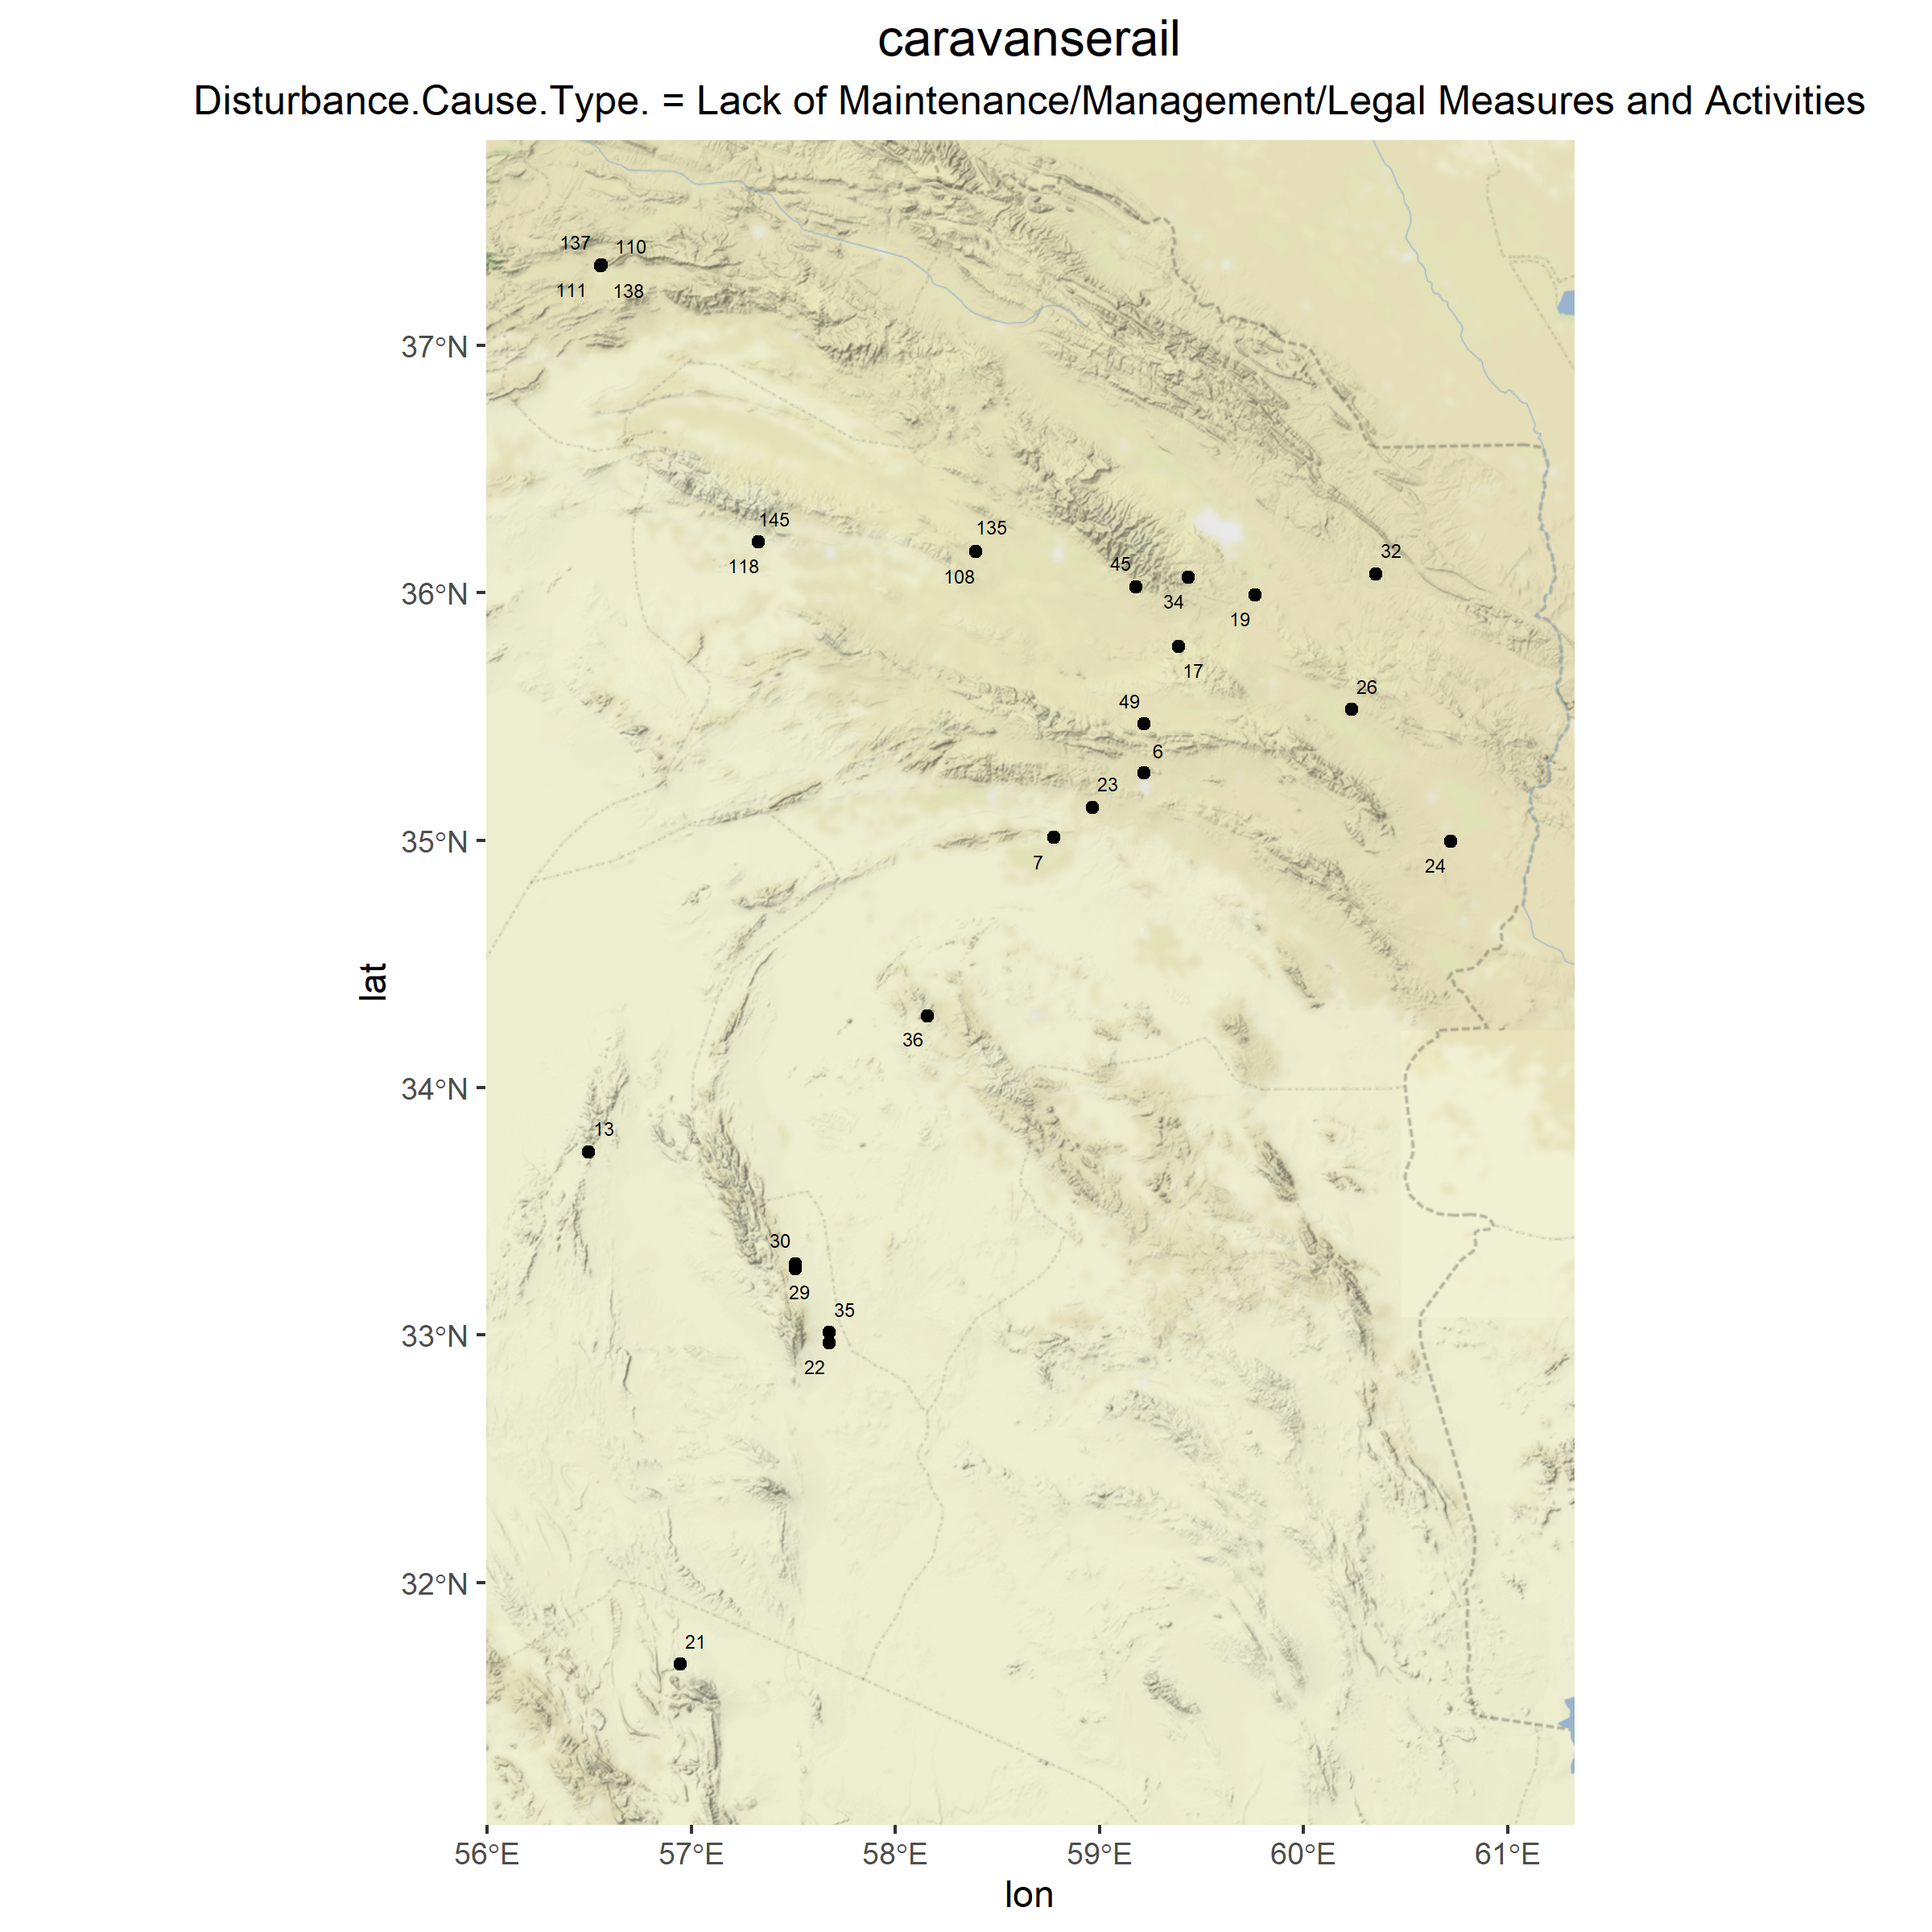 caravanserail
Disturbance.Cause.Type. = Lack of Maintenance/Management/Legal Measures and Activities
137 110
111 138
37°N
145
135
118
108
45
32
36°N
34
19
17
26
49
6
23
35°N
7
24
lat
36
34°N
13
30
29
35
33°N
22
32°N
21
56°E 57°E 58°E 59°E 60°E 61°E
lon